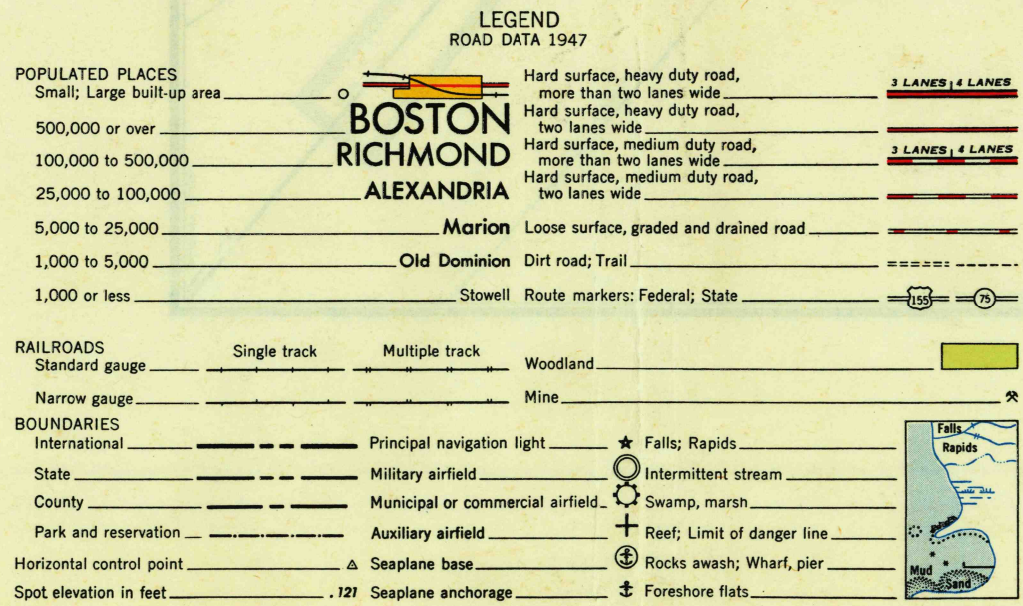 LEGEND
ROAD DATA 1947
POPULATED PLACES
Small; Large built-up area
500,000 or over BOSTON
100,000 to 500,000 RICHMOND
25,000 to 100,000 ALEXANDRIA
5,000 to 25,000 Marion
1,000 to 5,000 Old Dominion
1,000 or less Stowell
Hard surface, heavy duty road,
more than two lanes wide 3 LANES 4 LANES
Hard surface, heavy duty road,
two lanes wide
Hard surface, medium duty road,
more than two lanes wide 3 LANES 4 LANES
Hard surface, medium duty road,
two lanes wide
Loose surface, graded and drained road
Dirt road; Trail
Route markers: Federal; State 155 75
RAILROADS Single track Multiple track
Standard gauge
Narrow gauge
Woodland
Mine
BOUNDARIES
International
State
County
Park and reservation
Horizontal control point
Spot elevation in feet .121
Principal navigation light
Military airfield
Municipal or commercial airfield
Auxiliary airfield
Seaplane base
Seaplane anchorage
Falls; Rapids
Intermittent stream
Swamp, marsh
Reef; Limit of danger line
Rocks awash; Wharf, pier
Foreshore flats
Falls
Rapids
Mud
Sand